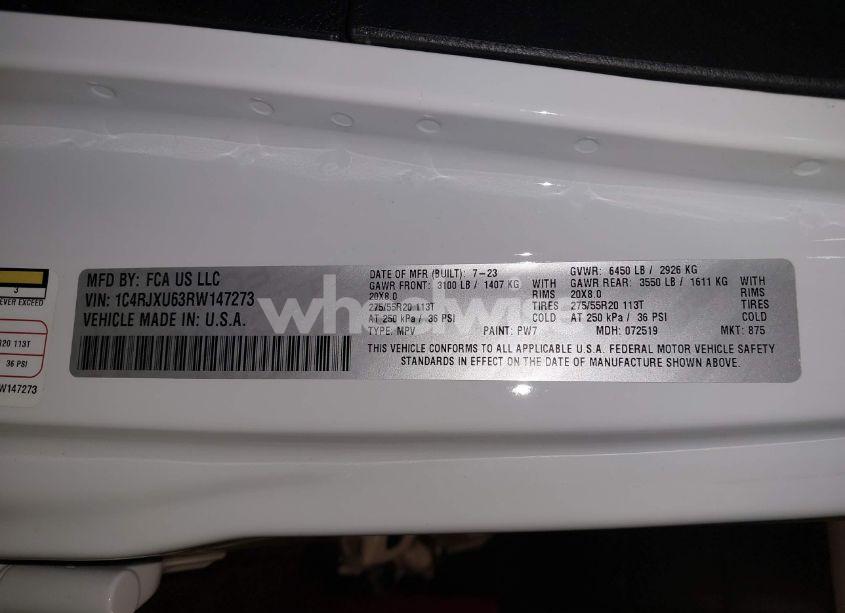 MFD BY: FCA US LLC
VIN: 1C4RJXU63RW147273
VEHICLE MADE IN: U.S.A.
DATE OF MFR (BUILT): 7-23 GVWR: 6450 LB / 2926 KG
GAWR FRONT: 3100 LB / 1407 KG WITH GAWR REAR: 3550 LB / 1611 KG WITH
20X8.0 RIMS 20X8.0 RIMS
275/55R20 113T TIRES 275/55R20 113T TIRES
AT 250 kPa / 36 PSI COLD AT 250 kPa / 36 PSI COLD
TYPE: MPV PAINT: PW7 MDH: 072519 MKT: 875
THIS VEHICLE CONFORMS TO ALL APPLICABLE U.S.A. FEDERAL MOTOR VEHICLE SAFETY
STANDARDS IN EFFECT ON THE DATE OF MANUFACTURE SHOWN ABOVE.
3
EVER EXCEED
R20 113T
36 PSI
W147273